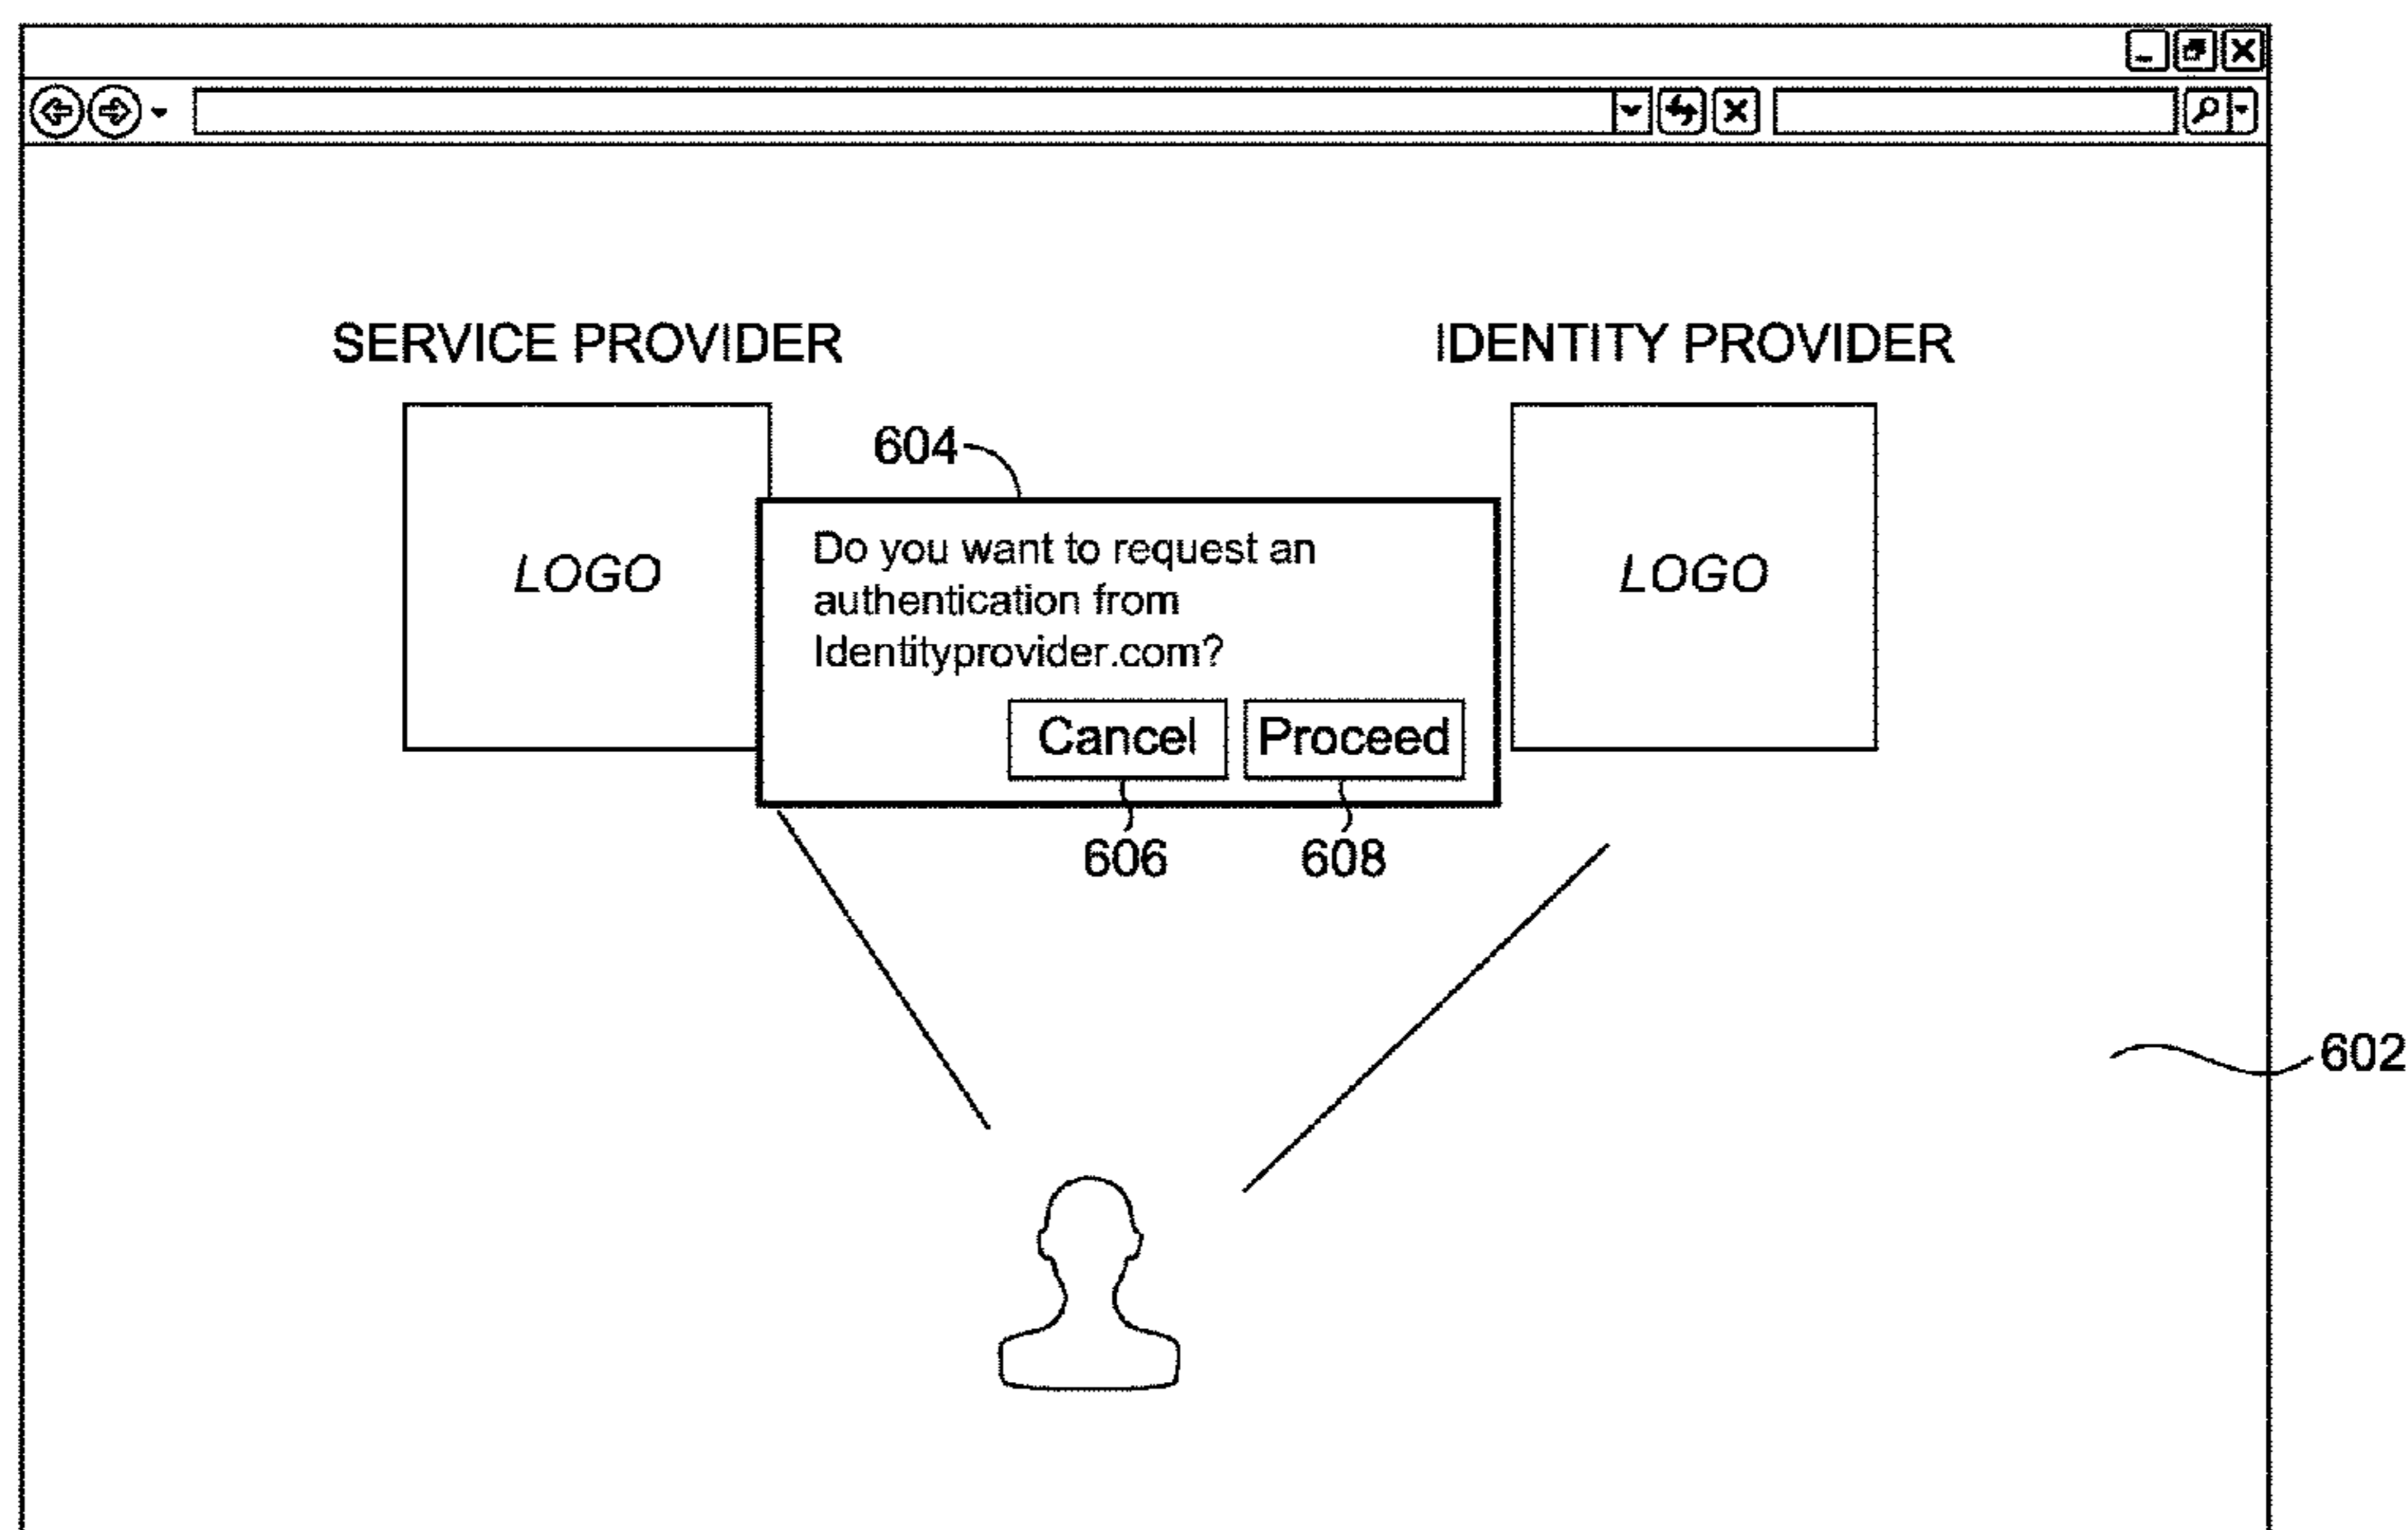 SERVICE PROVIDER
IDENTITY PROVIDER
LOGO
604
Do you want to request an
authentication from
Identityprovider.com?
LOGO
Cancel
Proceed
606
608
602